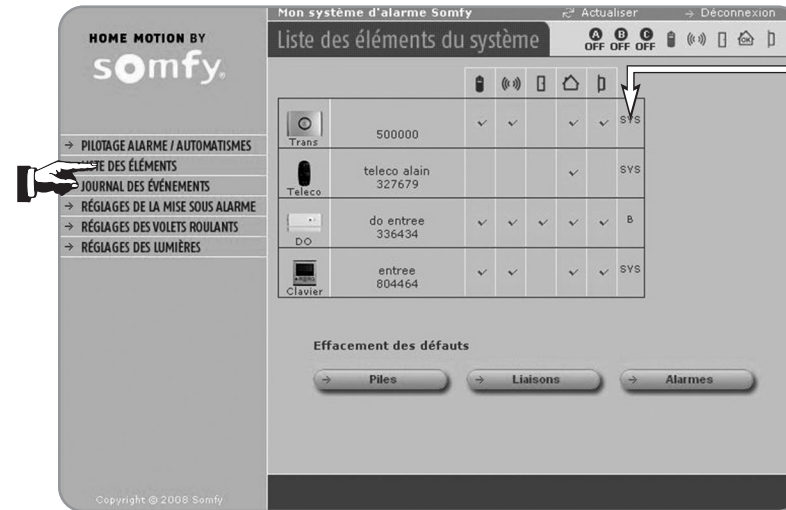 Mon système d'alarme Somfy
Actualiser
Déconnexion
HOME MOTION BY
somfy.
Liste des éléments du système
A B C
OFF OFF OFF
OK
PILOTAGE ALARME / AUTOMATISMES
LISTE DES ÉLÉMENTS
JOURNAL DES ÉVÉNEMENTS
RÉGLAGES DE LA MISE SOUS ALARME
RÉGLAGES DES VOLETS ROULANTS
RÉGLAGES DES LUMIÈRES
Trans
500000
SYS
Teleco
teleco alain
327679
SYS
DO
do entree
336434
B
Clavier
entree
804464
SYS
Effacement des défauts
Piles
Liaisons
Alarmes
Copyright © 2008 Somfy